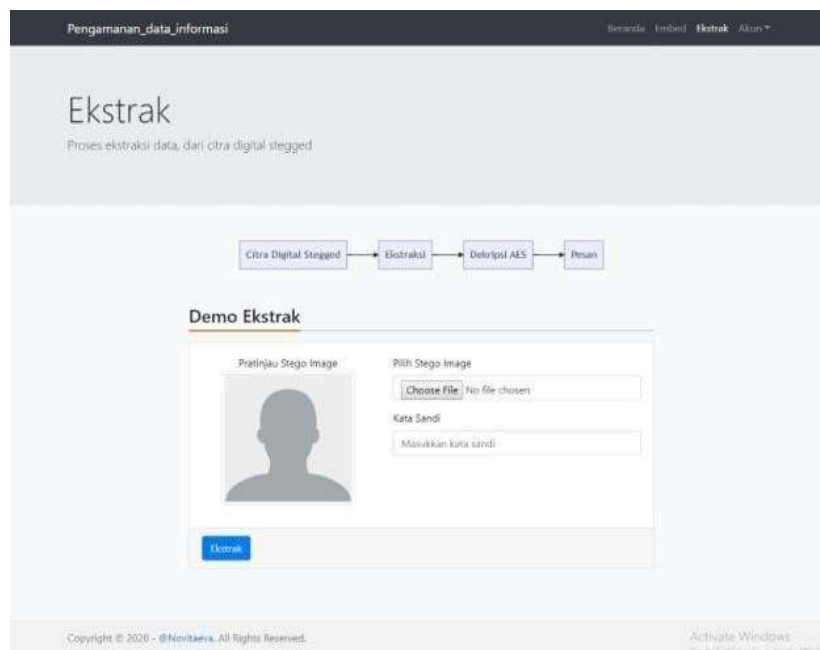 Pengamanan_data_informasi
Beranda Embed Ekstrak Akun
Ekstrak
Proses ekstraksi data, dari citra digital stegged
Citra Digital Stegged Ekstraksi Dekripsi AES Pesan
Demo Ekstrak
Pratinjau Stego Image
Pilih Stego Image
Choose File No file chosen
Kata Sandi
Masukkan kata sandi
Ekstrak
Copyright © 2020 - @Novitaeva. All Rights Reserved.
Activate Windows